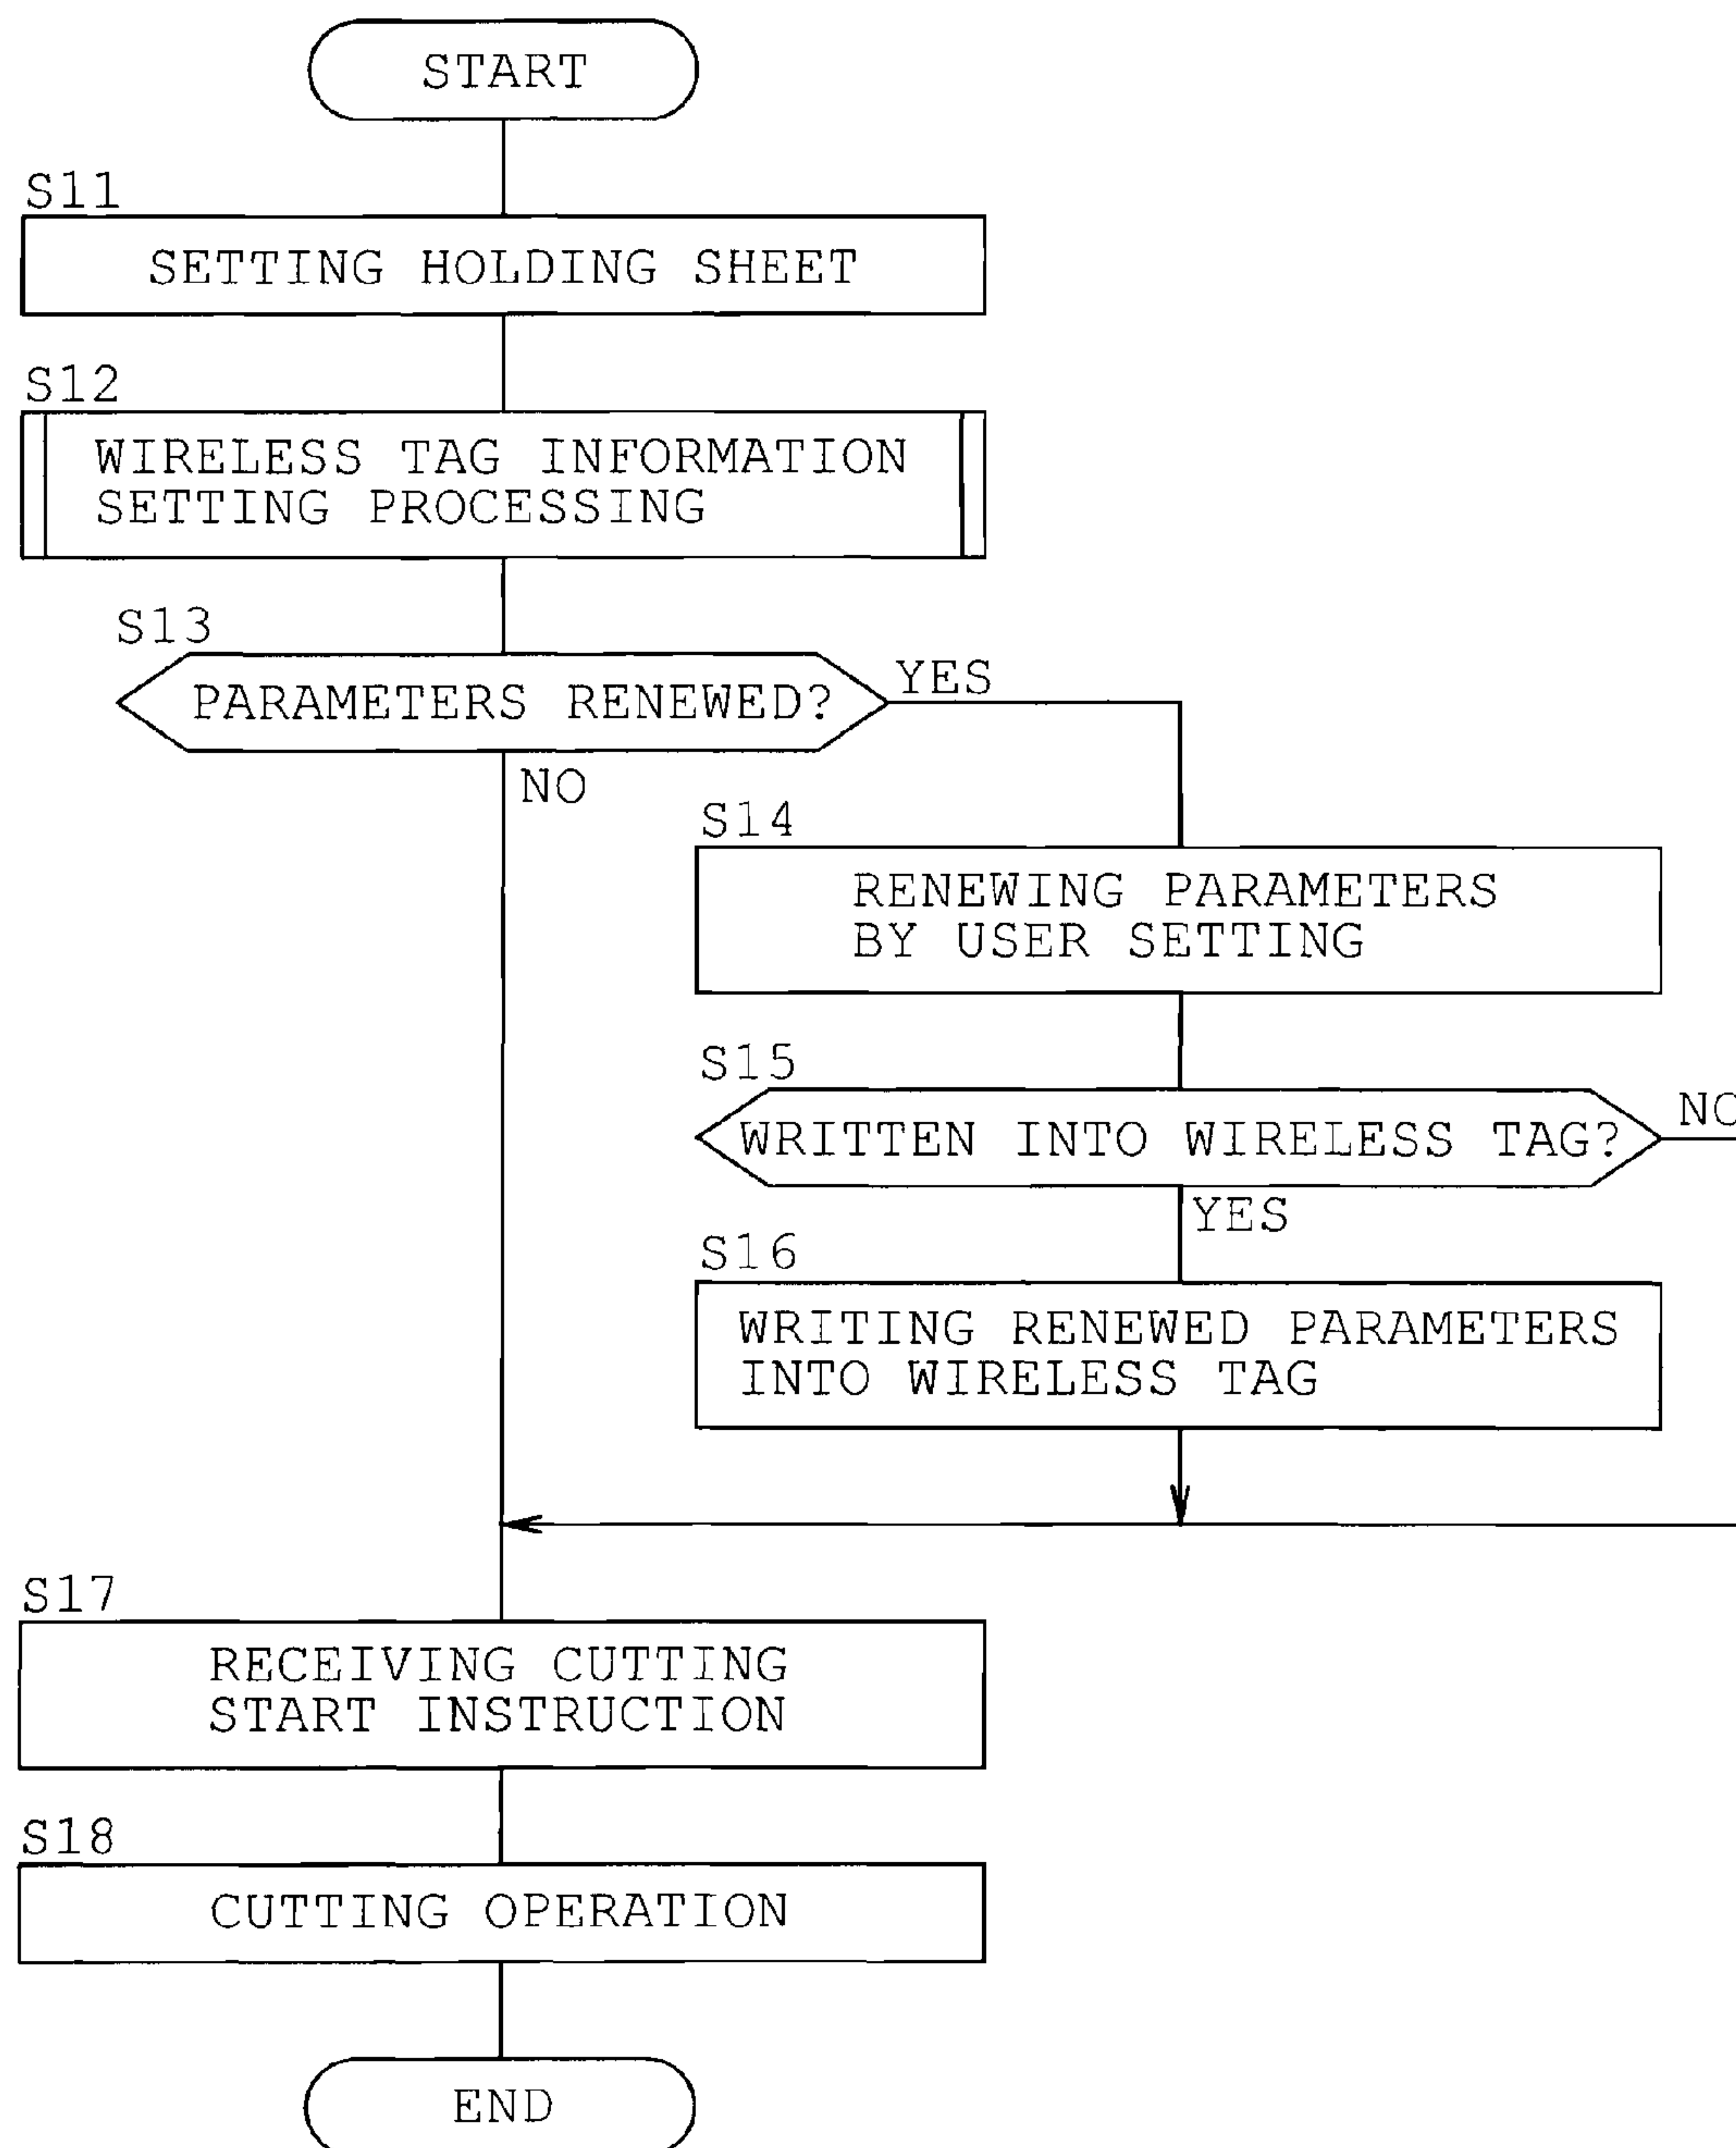 START
S11
SETTING HOLDING SHEET
S12
WIRELESS TAG INFORMATION
SETTING PROCESSING
S13
PARAMETERS RENEWED?
YES
NO
S14
RENEWING PARAMETERS
BY USER SETTING
S15
WRITTEN INTO WIRELESS TAG?
NO
YES
S16
WRITING RENEWED PARAMETERS
INTO WIRELESS TAG
S17
RECEIVING CUTTING
START INSTRUCTION
S18
CUTTING OPERATION
END